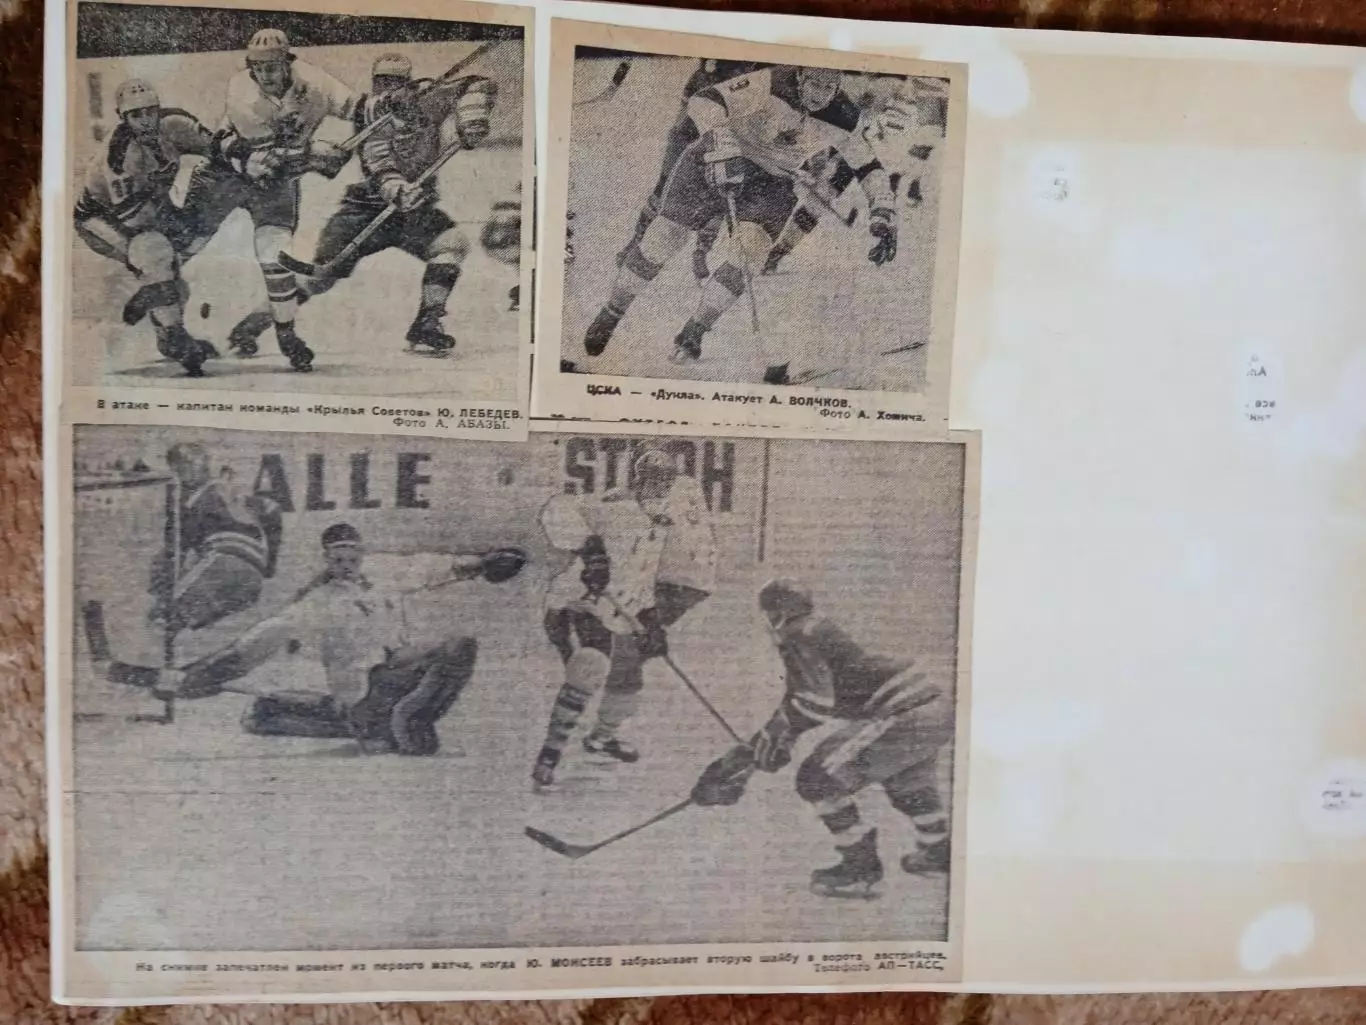 В атаке — капитан команды «Крылья Советов» Ю. ЛЕБЕДЕВ.
Фото А. АБАЗЫ.
ЦСКА — «Дукла». Атакует А. ВОЛЧКОВ.
Фото А. Хомича.
ALLE
На снимке запечатлен момент из первого матча, когда Ю. МОИСЕЕВ забрасывает вторую шайбу в ворота австрийцев.
Телефото АП—ТАСС.